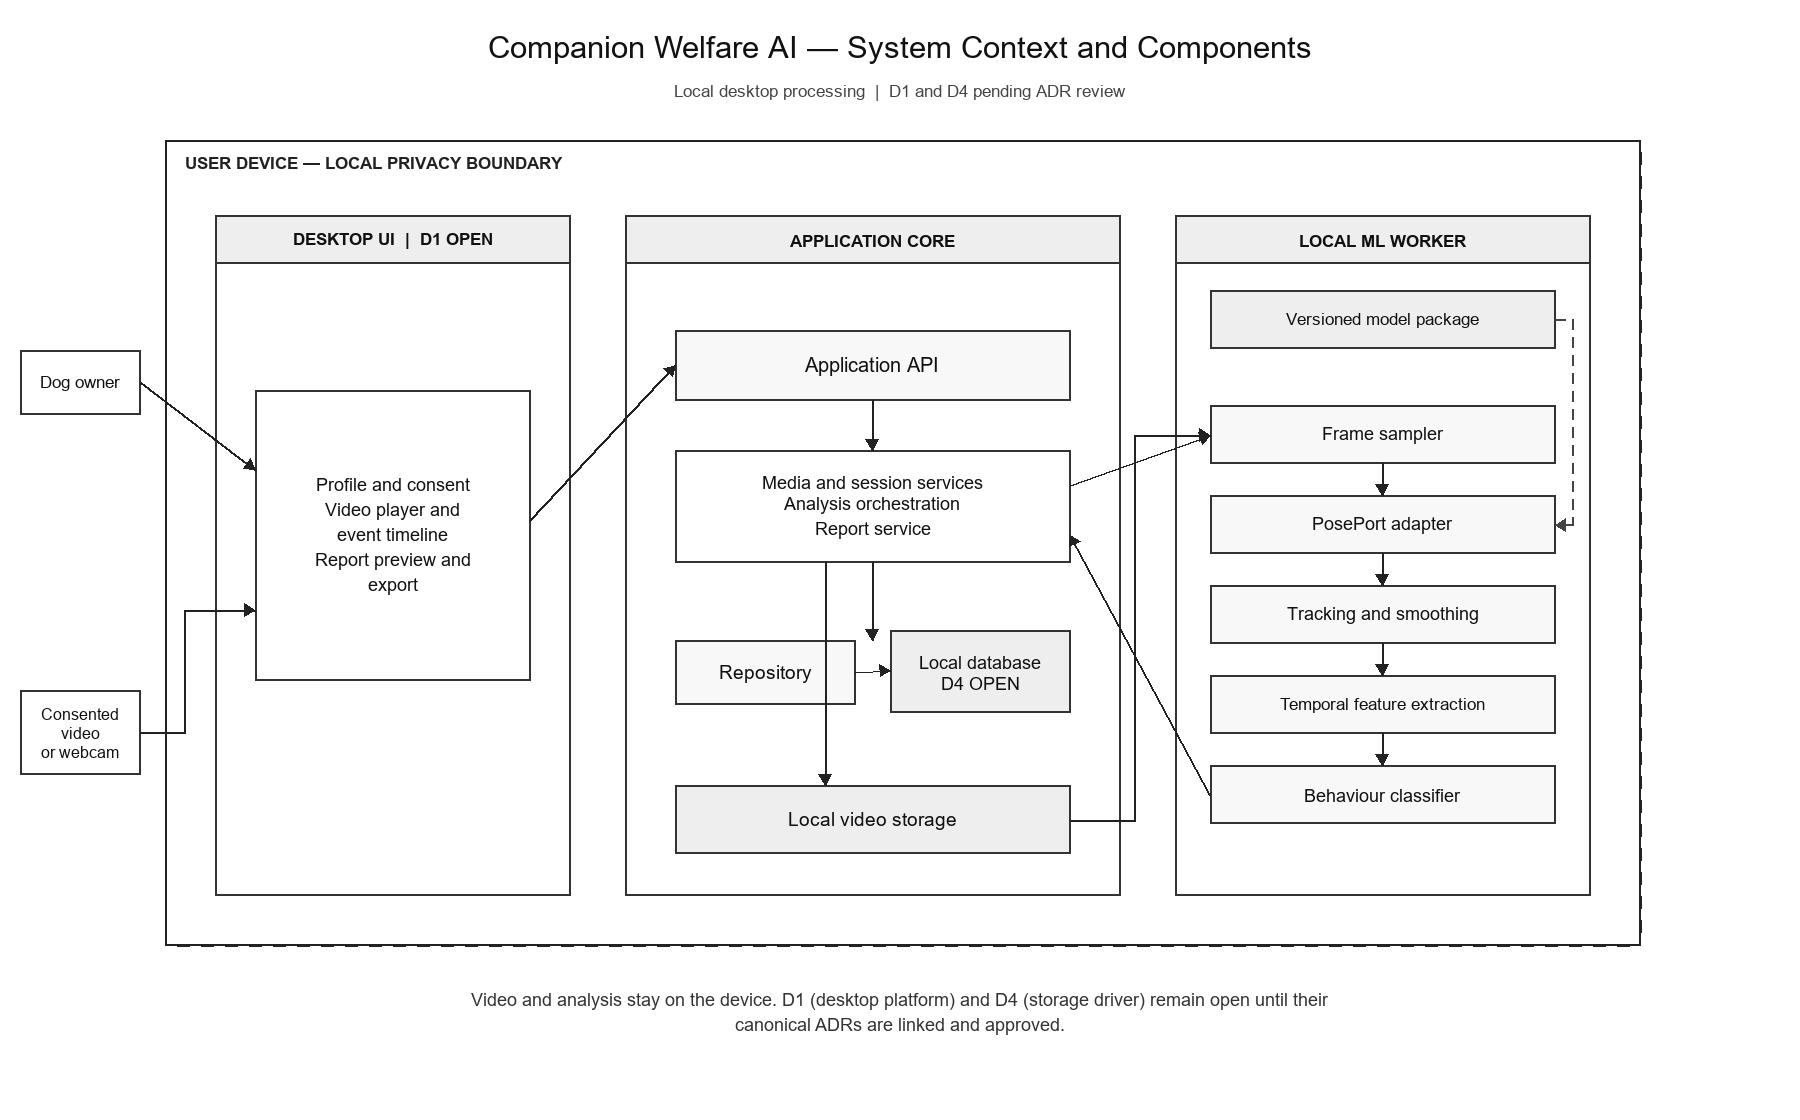 Companion Welfare AI — System Context and Components
Local desktop processing | D1 and D4 pending ADR review
USER DEVICE — LOCAL PRIVACY BOUNDARY
DESKTOP UI | D1 OPEN
APPLICATION CORE
LOCAL ML WORKER
Dog owner
Consented
video
or webcam
Profile and consent
Video player and
event timeline
Report preview and
export
Application API
Media and session services
Analysis orchestration
Report service
Repository
Local database
D4 OPEN
Local video storage
Versioned model package
Frame sampler
PosePort adapter
Tracking and smoothing
Temporal feature extraction
Behaviour classifier
Video and analysis stay on the device. D1 (desktop platform) and D4 (storage driver) remain open until their
canonical ADRs are linked and approved.